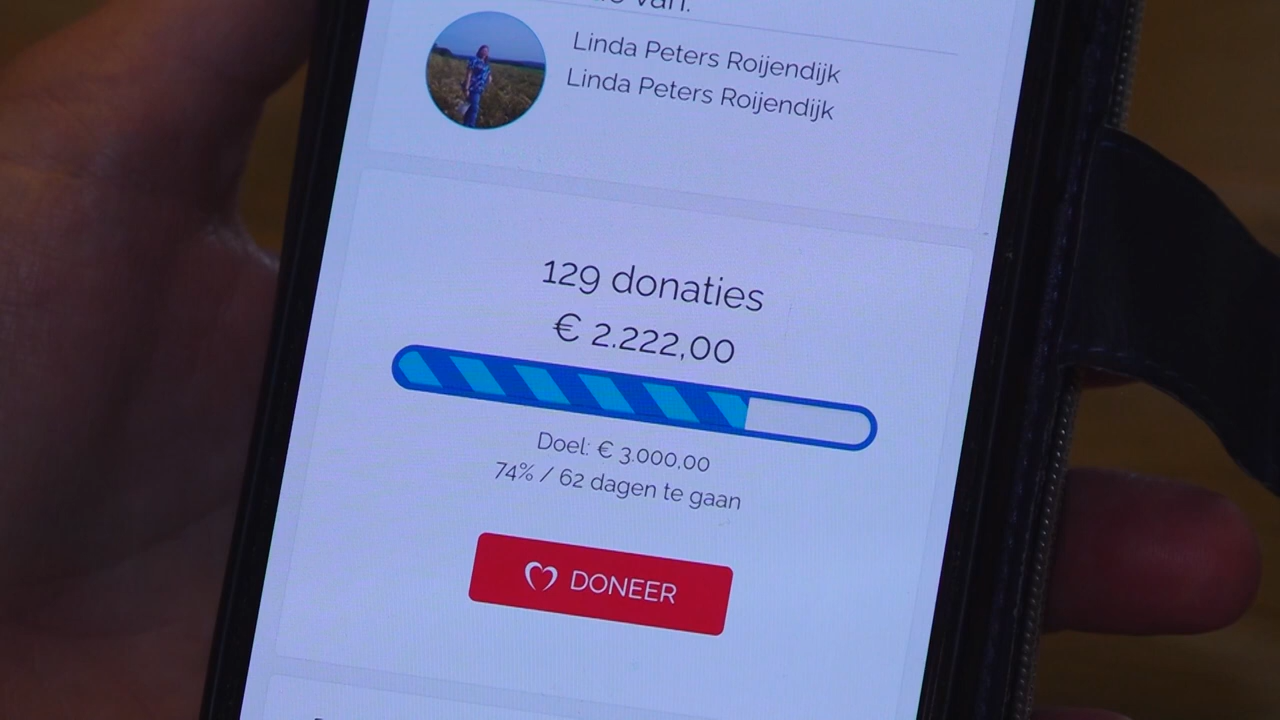 van.
Linda Peters Roijendijk
Linda Peters Roijendijk
129 donaties
€ 2.222,00
Doel: € 3.000,00
74% / 62 dagen te gaan
DONEER